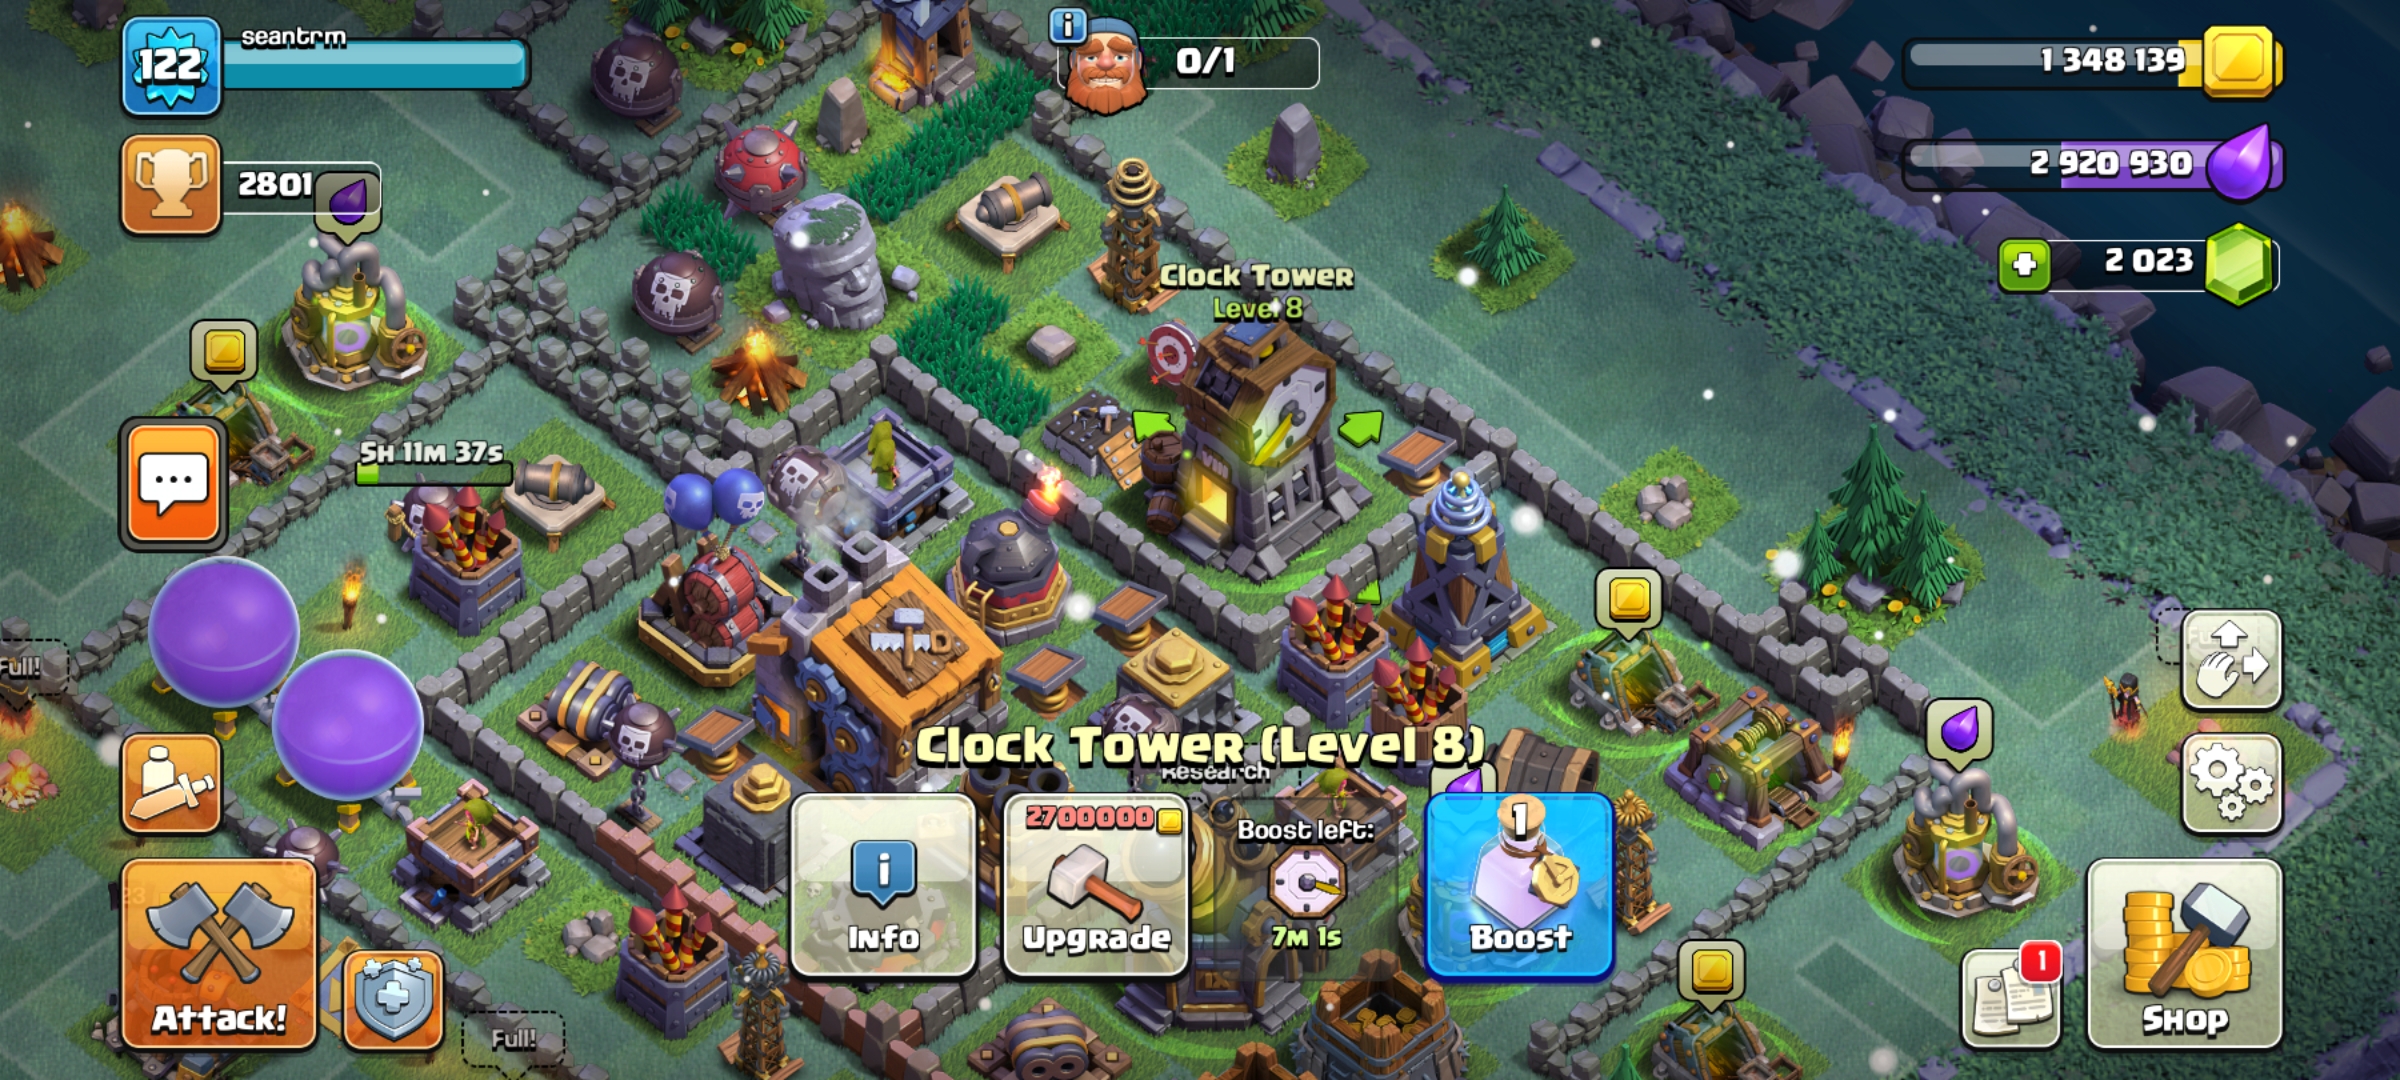 122
seantrm
i
0/1
1 348 139
2801
2 920 930
2 023
Clock Tower
Level 8
5H 11M 37s
Full!
Clock Tower (Level 8)
Research
i
Info
2700000
Upgrade
Boost left:
7M 1s
1
Boost
Attack!
Full!
1
Shop